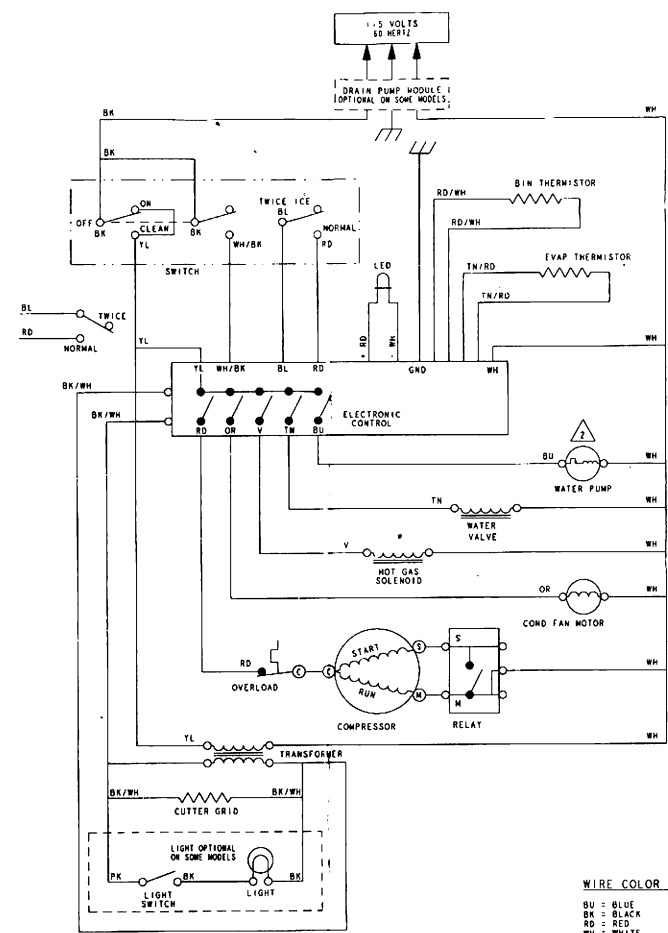 VOLTS
60 HERTZ
DRAIN PUMP MODULE
OPTIONAL ON SOME MODELS
BK
WH
BK
ON
OFF
BK
CLEAN
YL
BK
WH/BK
TWICE ICE
BL
NORMAL
RD
SWITCH
LED
RD/WH
BIN THERMISTOR
RD/WH
TN/RD
EVAP THERMISTOR
TN/RD
BL
TWICE
RD
NORMAL
YL
+ RD
- WH
WH
YL
WH/BK
BL
RD
GND
WH
BK/WH
BK/WH
ELECTRONIC
CONTROL
RD
OR
V
BU
2
BU
WH
WATER PUMP
TN
WH
WATER
VALVE
V
WH
HOT GAS
SOLENOID
OR
WH
COND FAN MOTOR
RD
OVERLOAD
C
C
START
RUN
S
M
COMPRESSOR
S
M
RELAY
WH
YL
WH
TRANSFORMER
BK/WH
BK/WH
CUTTER GRID
LIGHT OPTIONAL
ON SOME MODELS
PK
BK
BK
LIGHT
SWITCH
LIGHT
WIRE COLOR
BU = BLUE
BK = BLACK
RD = RED
WH = WHITE